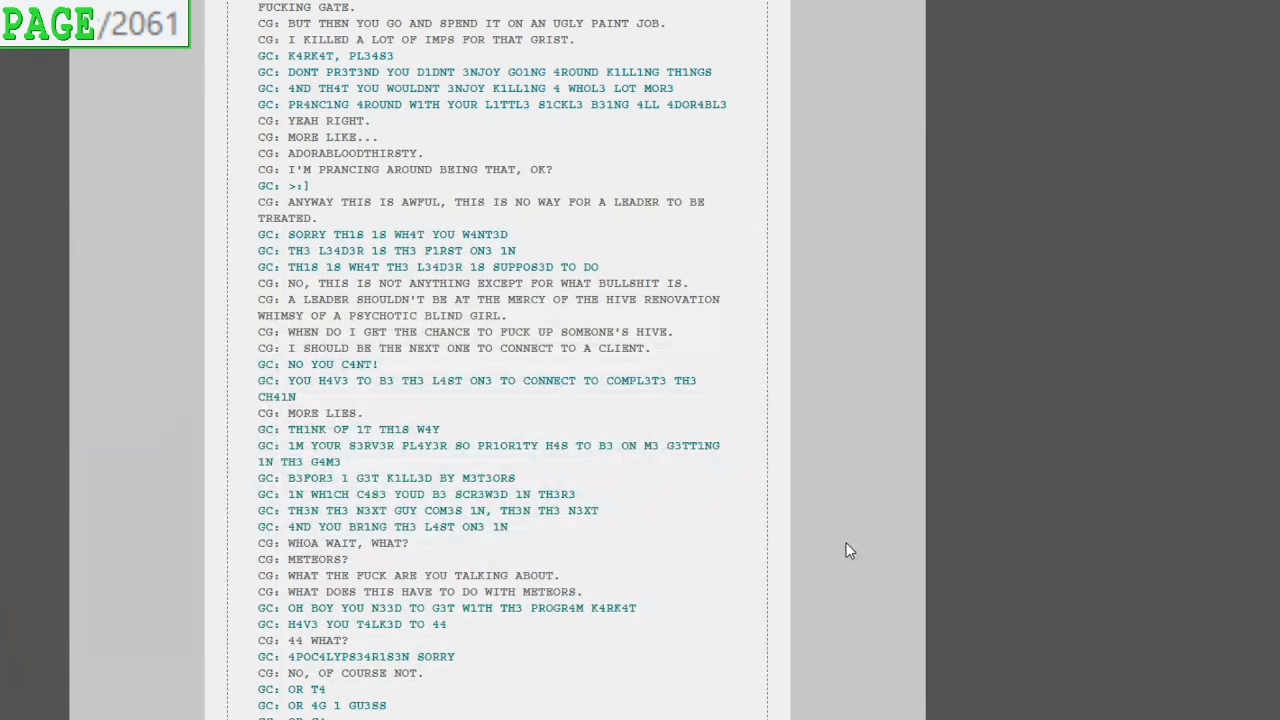 PAGE/2061
FUCKING GATE.
CG: BUT THEN YOU GO AND SPEND IT ON AN UGLY PAINT JOB.
CG: I KILLED A LOT OF IMPS FOR THAT GRIST.
GC: K4RK4T, PL34S3
GC: DONT PR3T3ND YOU D1DNT 3NJOY GO1NG 4ROUND K1LL1NG TH1NGS
GC: 4ND TH4T YOU WOULDNT 3NJOY K1LL1NG 4 WHOL3 LOT MOR3
GC: PR4NC1NG 4ROUND W1TH YOUR L1TTL3 S1CKL3 B31NG 4LL 4DOR4BL3
CG: YEAH RIGHT.
CG: MORE LIKE...
CG: ADORABLOODTHIRSTY.
CG: I'M PRANCING AROUND BEING THAT, OK?
GC: >:]
CG: ANYWAY THIS IS AWFUL, THIS IS NO WAY FOR A LEADER TO BE
TREATED.
GC: SORRY TH1S 1S WH4T YOU W4NT3D
GC: TH3 L34D3R 1S TH3 F1RST ON3 1N
GC: TH1S 1S WH4T TH3 L34D3R 1S SUPPOS3D TO DO
CG: NO, THIS IS NOT ANYTHING EXCEPT FOR WHAT BULLSHIT IS.
CG: A LEADER SHOULDN'T BE AT THE MERCY OF THE HIVE RENOVATION
WHIMSY OF A PSYCHOTIC BLIND GIRL.
CG: WHEN DO I GET THE CHANCE TO FUCK UP SOMEONE'S HIVE.
CG: I SHOULD BE THE NEXT ONE TO CONNECT TO A CLIENT.
GC: NO YOU C4NT!
GC: YOU H4V3 TO B3 TH3 L4ST ON3 TO CONN3CT TO COMPL3T3 TH3
CH41N
CG: MORE LIES.
GC: TH1NK OF 1T TH1S W4Y
GC: 1M YOUR S3RV3R PL4Y3R SO PR1OR1TY H4S TO B3 ON M3 G3TT1NG
1N TH3 G4M3
GC: B3FOR3 1 G3T K1LL3D BY M3T3ORS
GC: 1N WH1CH C4S3 YOUD B3 SCR3W3D 1N TH3R3
GC: TH3N TH3 N3XT GUY COM3S 1N, TH3N TH3 N3XT
GC: 4ND YOU BR1NG TH3 L4ST ON3 1N
CG: WHOA WAIT, WHAT?
CG: METEORS?
CG: WHAT THE FUCK ARE YOU TALKING ABOUT.
CG: WHAT DOES THIS HAVE TO DO WITH METEORS.
GC: OH BOY YOU N33D TO G3T W1TH TH3 PROGR4M K4RK4T
GC: H4V3 YOU T4LK3D TO 44
CG: 44 WHAT?
GC: 4POC4LYPS34R1S3N SORRY
CG: NO, OF COURSE NOT.
GC: OR T4
GC: OR 4G 1 GU3SS